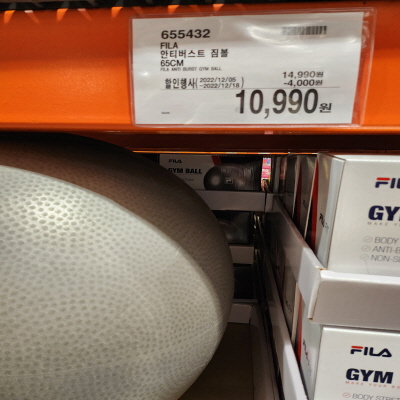 655432
FILA
안티버스트 짐볼
65CM
FILA ANTI BURST GYM BALL
14,990원
할인행사(2022/12/05 ~2022/12/18) -4,000원
10,990원
FILA
GYM BALL
FILA
GY
BODY
ANTI-B
NON-S
FILA
GYM
BODY STRE